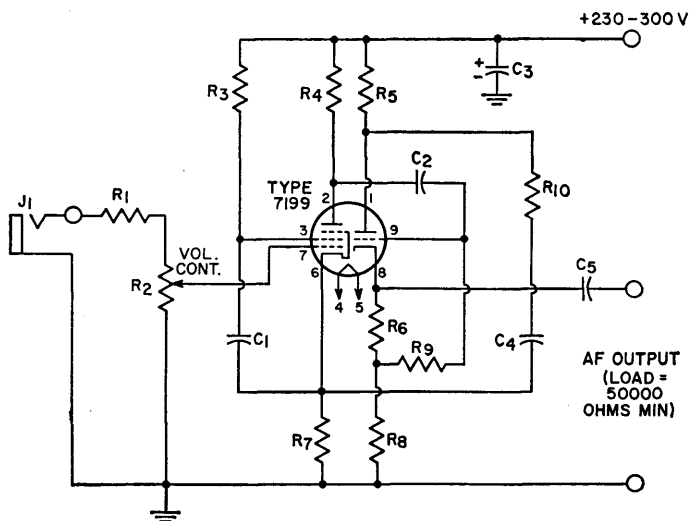 +230-300 V
C3
+
-
R3
R4
R5
C2
R10
TYPE
7199
2
1
J1
R1
3
9
7
VOL.
CONT.
6
8
R2
4
5
C5
C1
R6
R9
C4
AF OUTPUT
(LOAD =
50000
OHMS MIN)
R7
R8